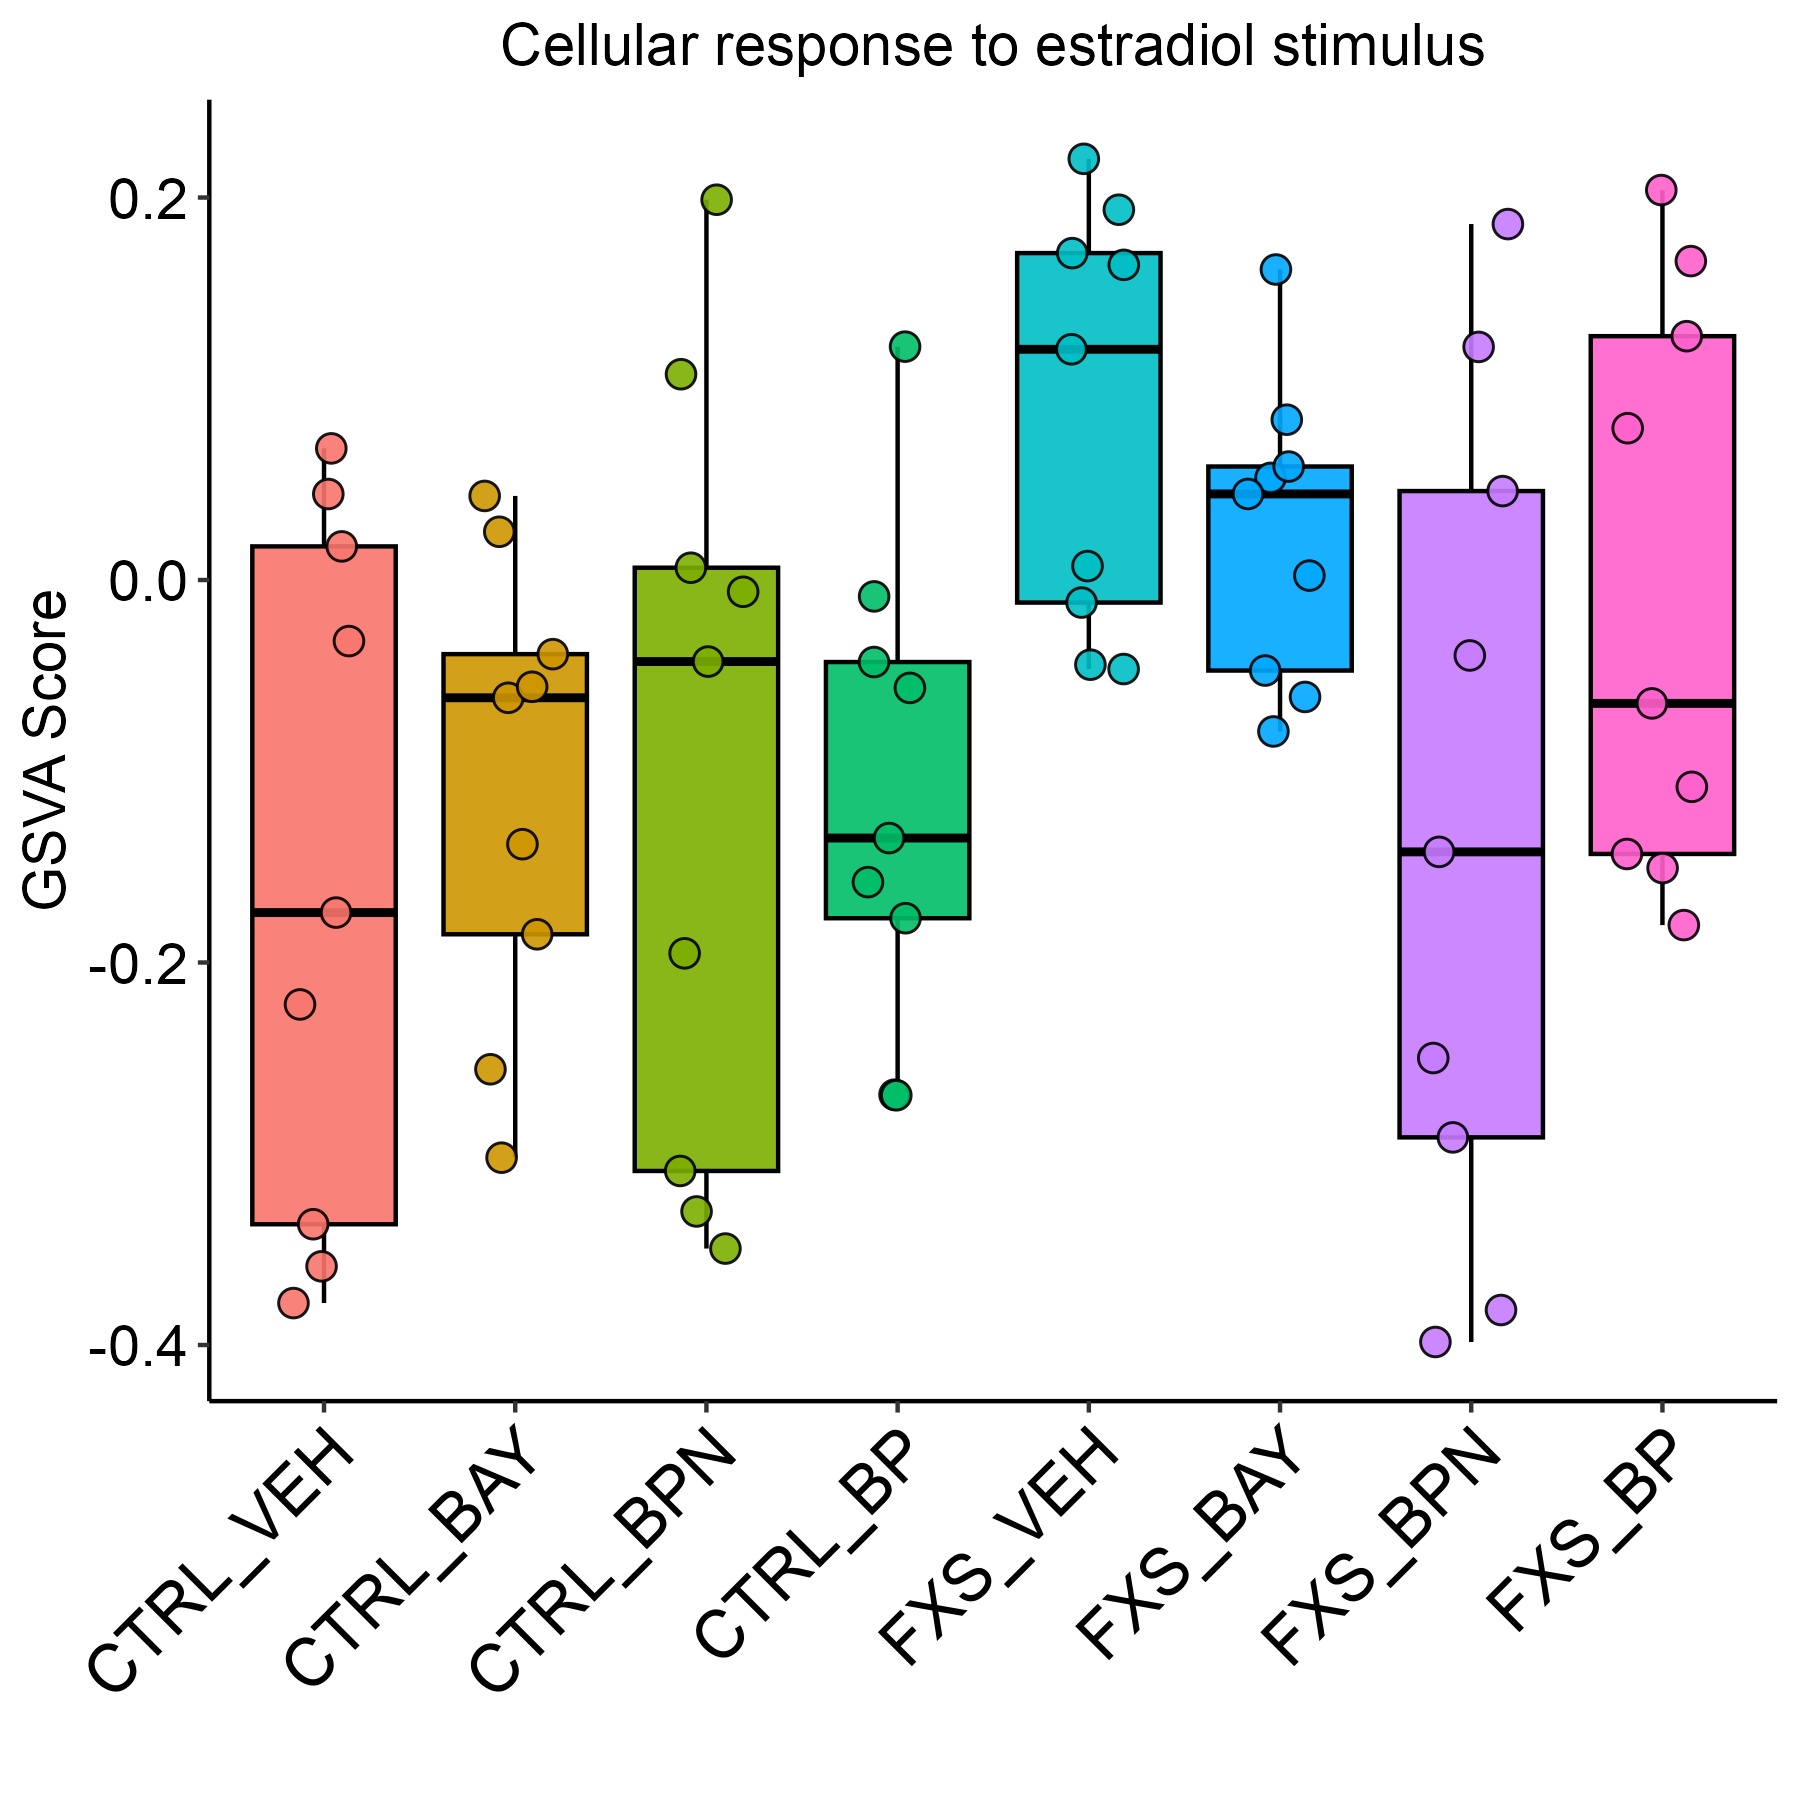 Cellular response to estradiol stimulus
GSVA Score
0.2
0.0
-0.2
-0.4
CTRL_VEH
CTRL_BAY
CTRL_BPN
CTRL_BP
FXS_VEH
FXS_BAY
FXS_BPN
FXS_BP